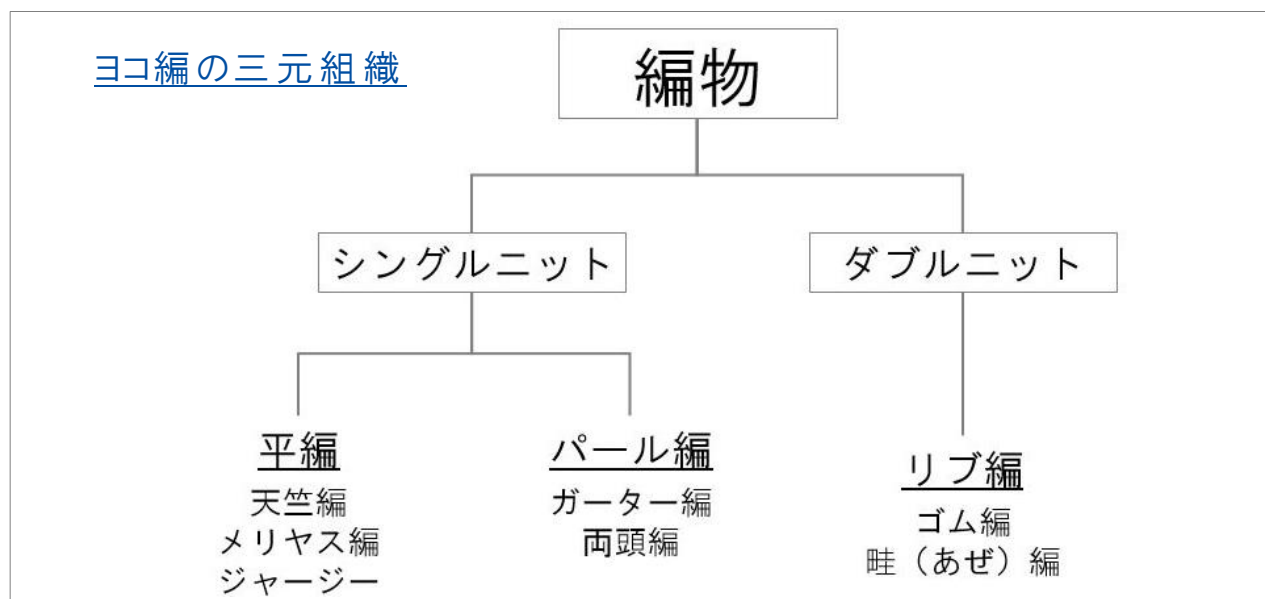 ヨコ編の三元組織
編物
シングルニット
ダブルニット
平編
天竺編
メリヤス編
ジャージー
パール編
ガーター編
両頭編
リブ編
ゴム編
畦（あぜ）編